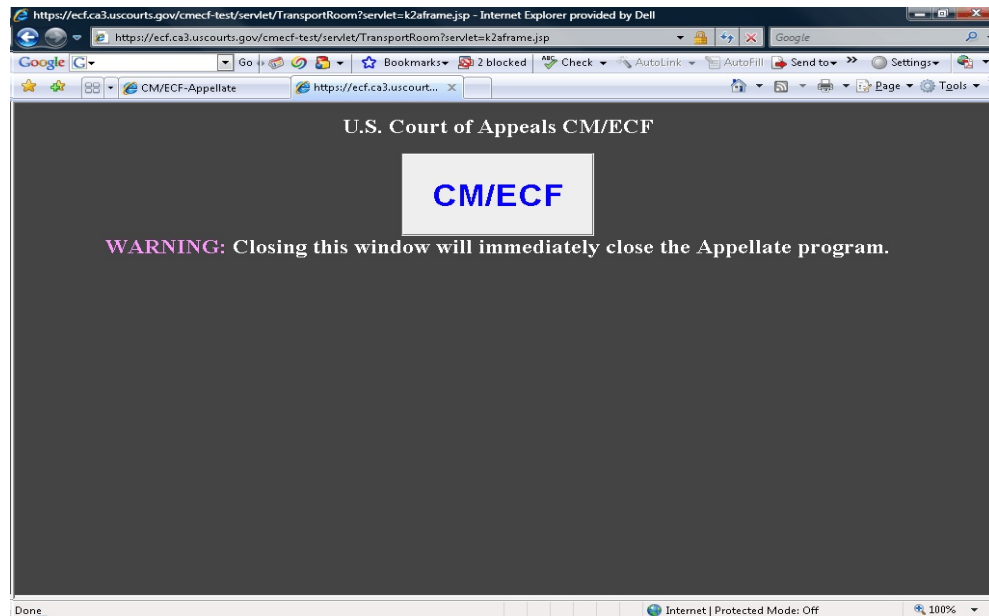 https://ecf.ca3.uscourts.gov/cmecf-test/servlet/TransportRoom?servlet=k2aframe.jsp - Internet Explorer provided by Dell
https://ecf.ca3.uscourts.gov/cmecf-test/servlet/TransportRoom?servlet=k2aframe.jsp Google
Google G Go Bookmarks 2 blocked ABC Check AutoLink AutoFill Send to Settings
CM/ECF-Appellate https://ecf.ca3.uscourt... Page Tools
U.S. Court of Appeals CM/ECF
CM/ECF
WARNING: Closing this window will immediately close the Appellate program.
Done Internet | Protected Mode: Off 100%